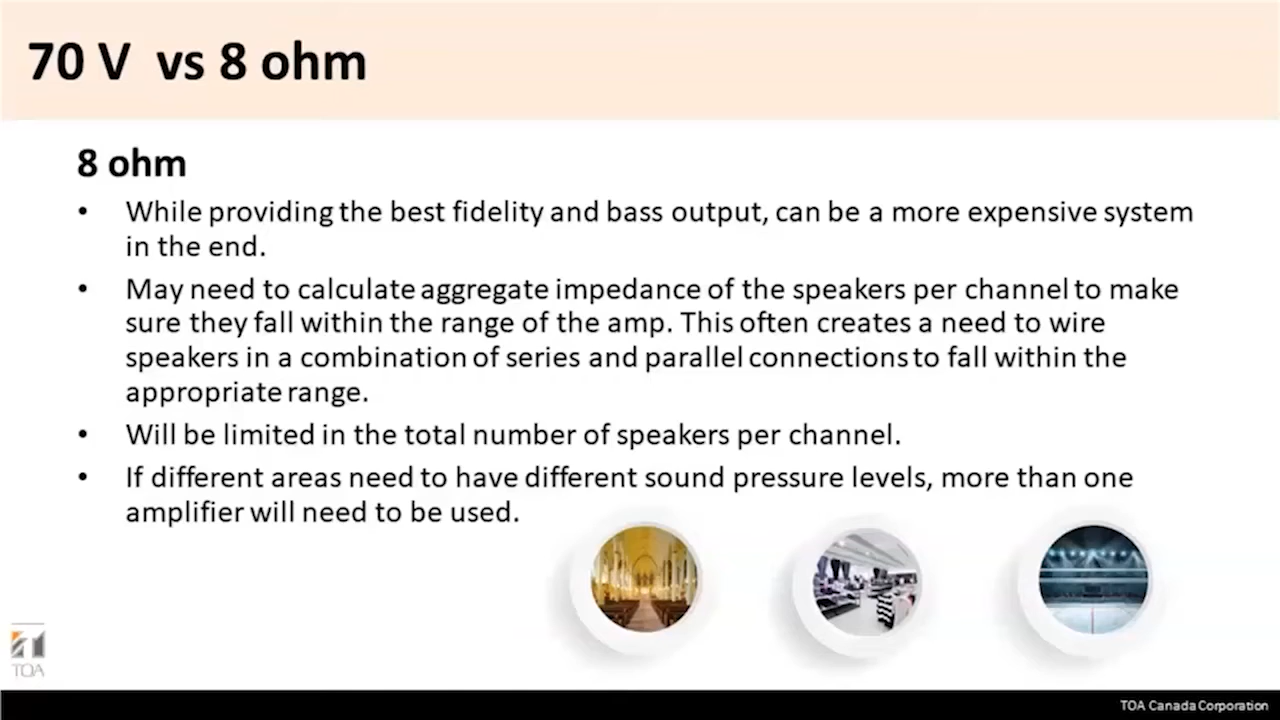 70 V  vs 8 ohm
8 ohm
• While providing the best fidelity and bass output, can be a more expensive system
in the end.
• May need to calculate aggregate impedance of the speakers per channel to make
sure they fall within the range of the amp. This often creates a need to wire
speakers in a combination of series and parallel connections to fall within the
appropriate range.
• Will be limited in the total number of speakers per channel.
• If different areas need to have different sound pressure levels, more than one
amplifier will need to be used.
TOA
TOA Canada Corporation